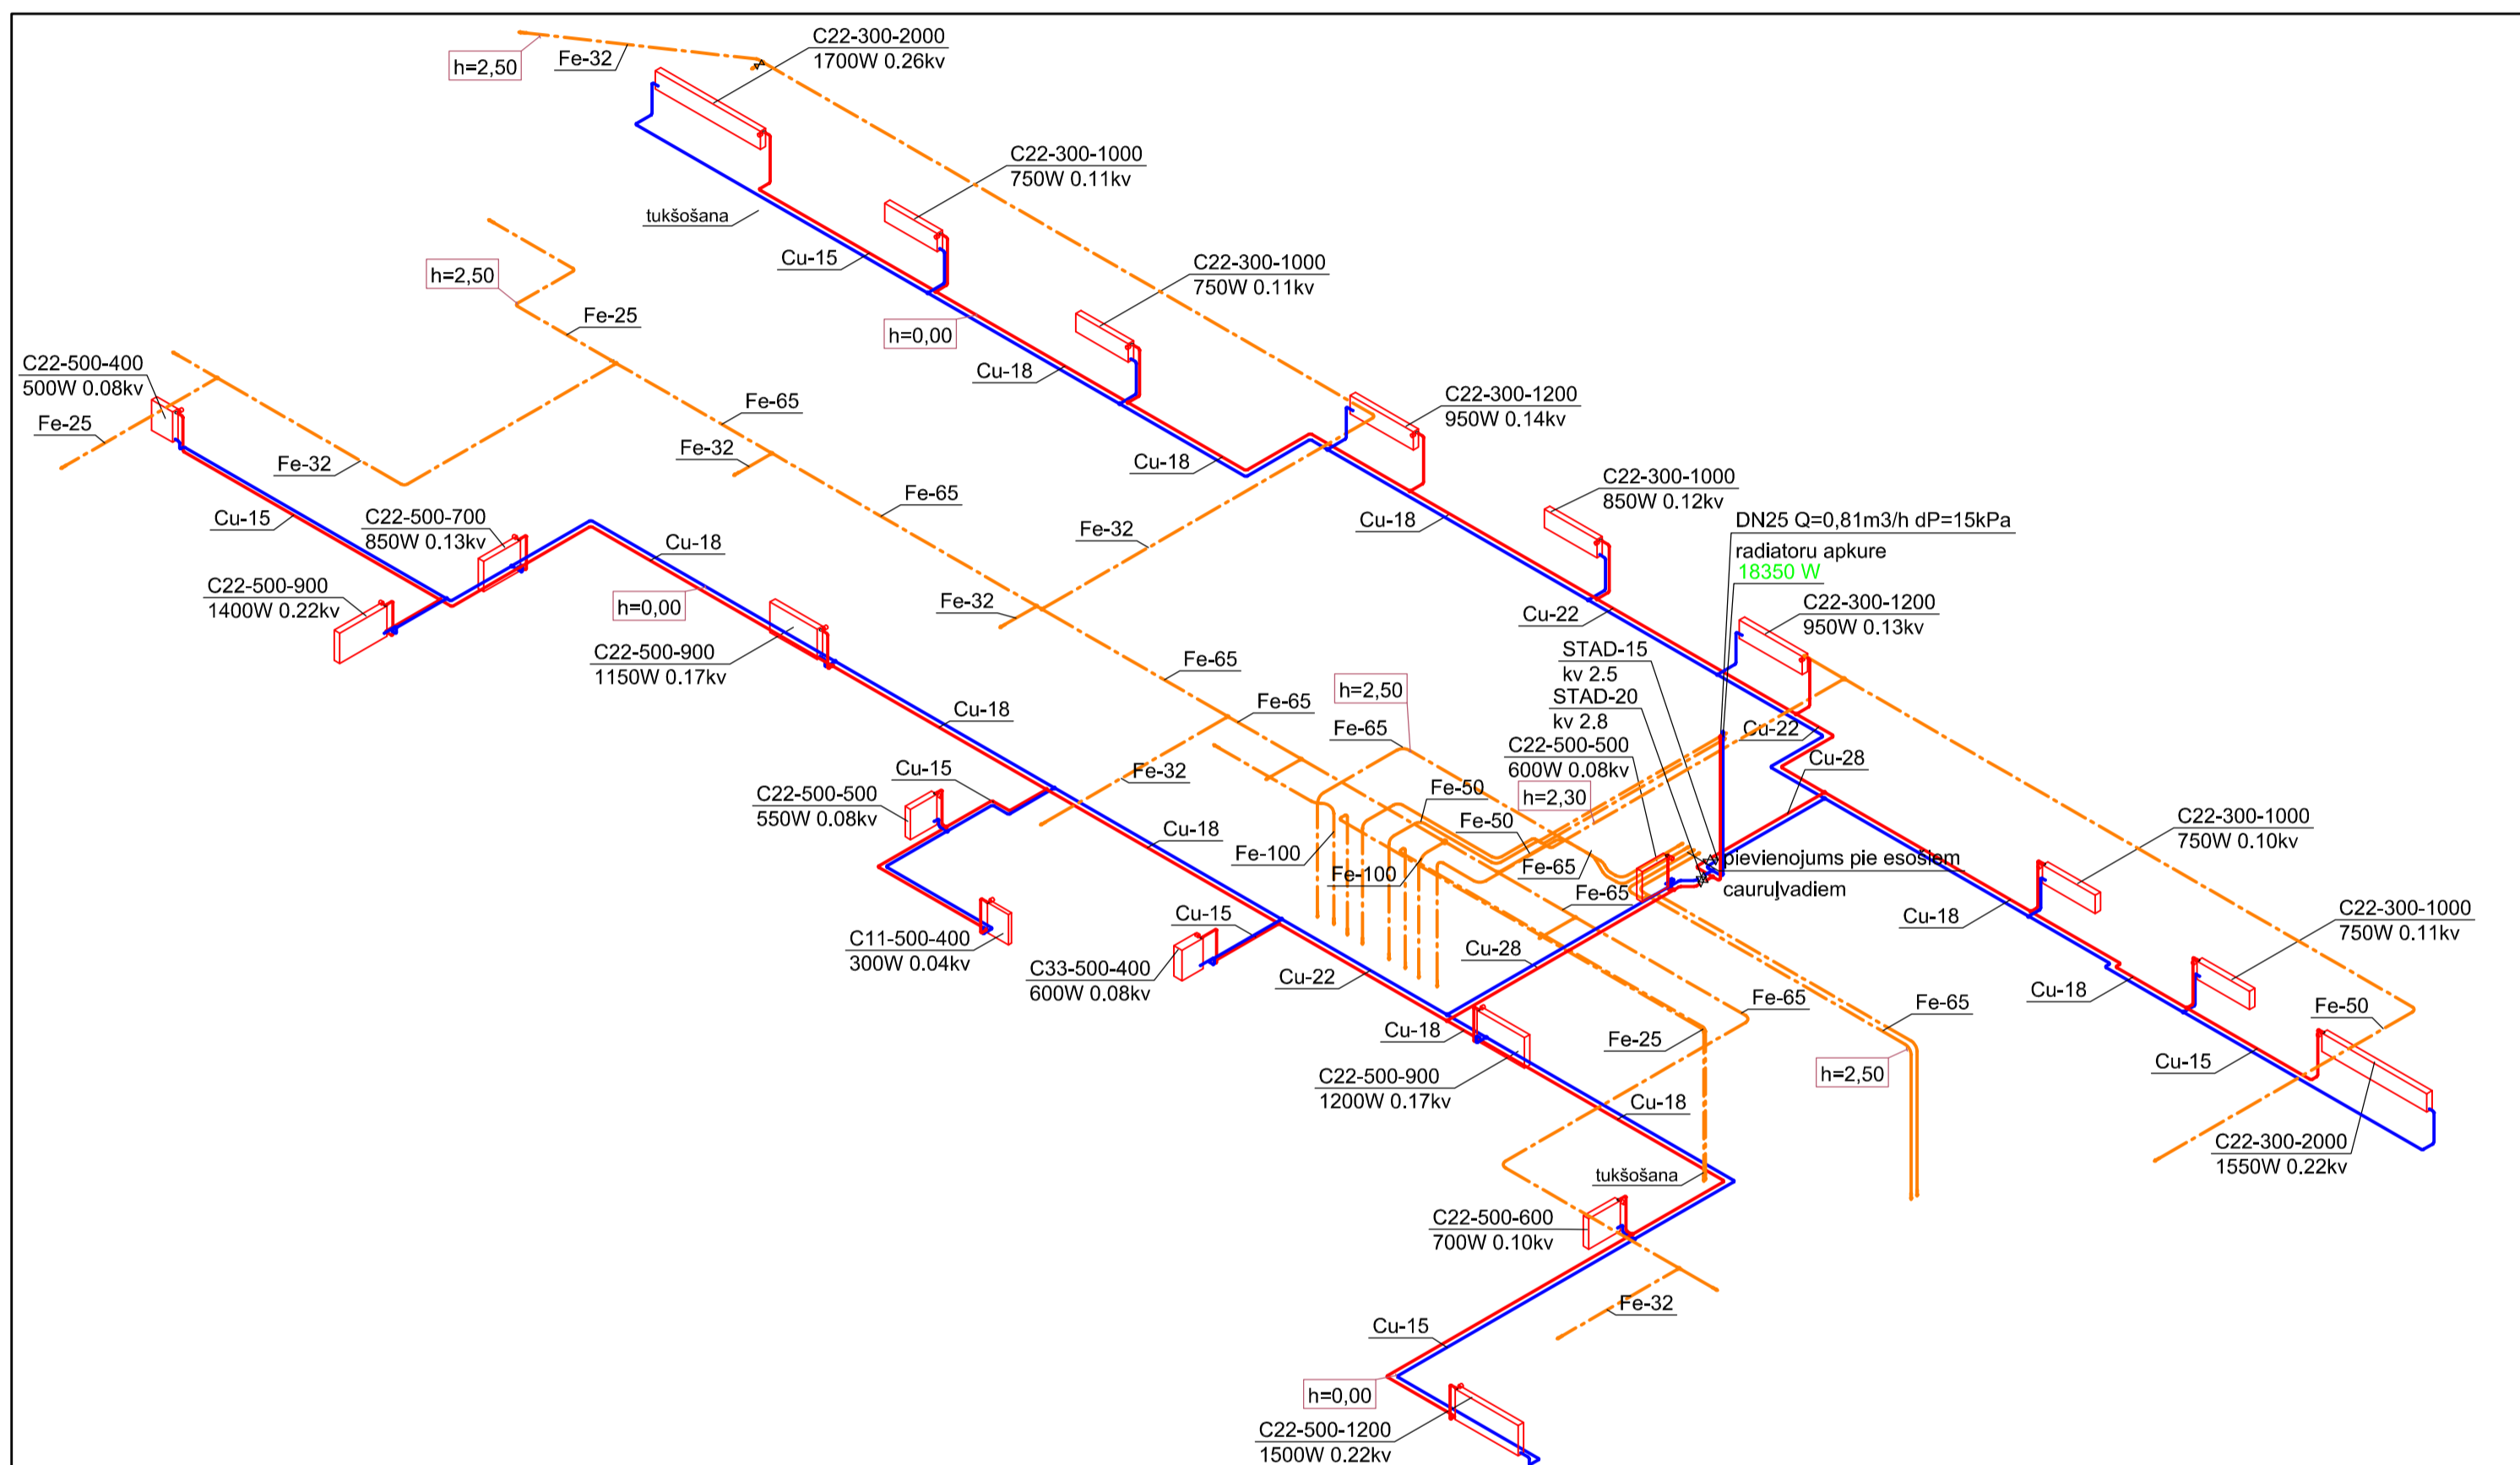 C22-300-2000
1700W 0.26kv
Fe-32
h=2,50
C22-300-1000
750W 0.11kv
tukšošana
Cu-15
C22-300-1000
750W 0.11kv
h=2,50
Fe-25
h=0,00
C22-500-400
500W 0.08kv
Cu-18
Fe-65
C22-300-1200
950W 0.14kv
Fe-25
Fe-32
Fe-32
Cu-18
Fe-65
C22-300-1000
850W 0.12kv
Cu-15
C22-500-700
850W 0.13kv
Cu-18
Fe-32
Cu-18
DN25 Q=0,81m3/h dP=15kPa
radiatoru apkure
18350 W
C22-500-900
1400W 0.22kv
h=0,00
Fe-32
Cu-22
C22-300-1200
950W 0.13kv
C22-500-900
1150W 0.17kv
Fe-65
STAD-15
kv 2.5
h=2,50
STAD-20
kv 2.8
Cu-18
Fe-65
Fe-65
Cu-22
C22-500-500
600W 0.08kv
Cu-15
Fe-32
Cu-28
C22-500-500
550W 0.08kv
Fe-50
h=2,30
C22-300-1000
750W 0.10kv
Cu-18
Fe-50
Fe-100
Fe-65
Fe-100
pievienojums pie esošiem
cauruļvadiem
Fe-65
Cu-15
Cu-18
C22-300-1000
750W 0.11kv
C11-500-400
300W 0.04kv
C33-500-400
600W 0.08kv
Cu-28
Cu-22
Cu-18
Fe-65
Fe-65
Fe-50
Cu-18
Fe-25
C22-500-900
1200W 0.17kv
h=2,50
Cu-15
Cu-18
C22-300-2000
1550W 0.22kv
tukšošana
C22-500-600
700W 0.10kv
Fe-32
Cu-15
h=0,00
C22-500-1200
1500W 0.22kv